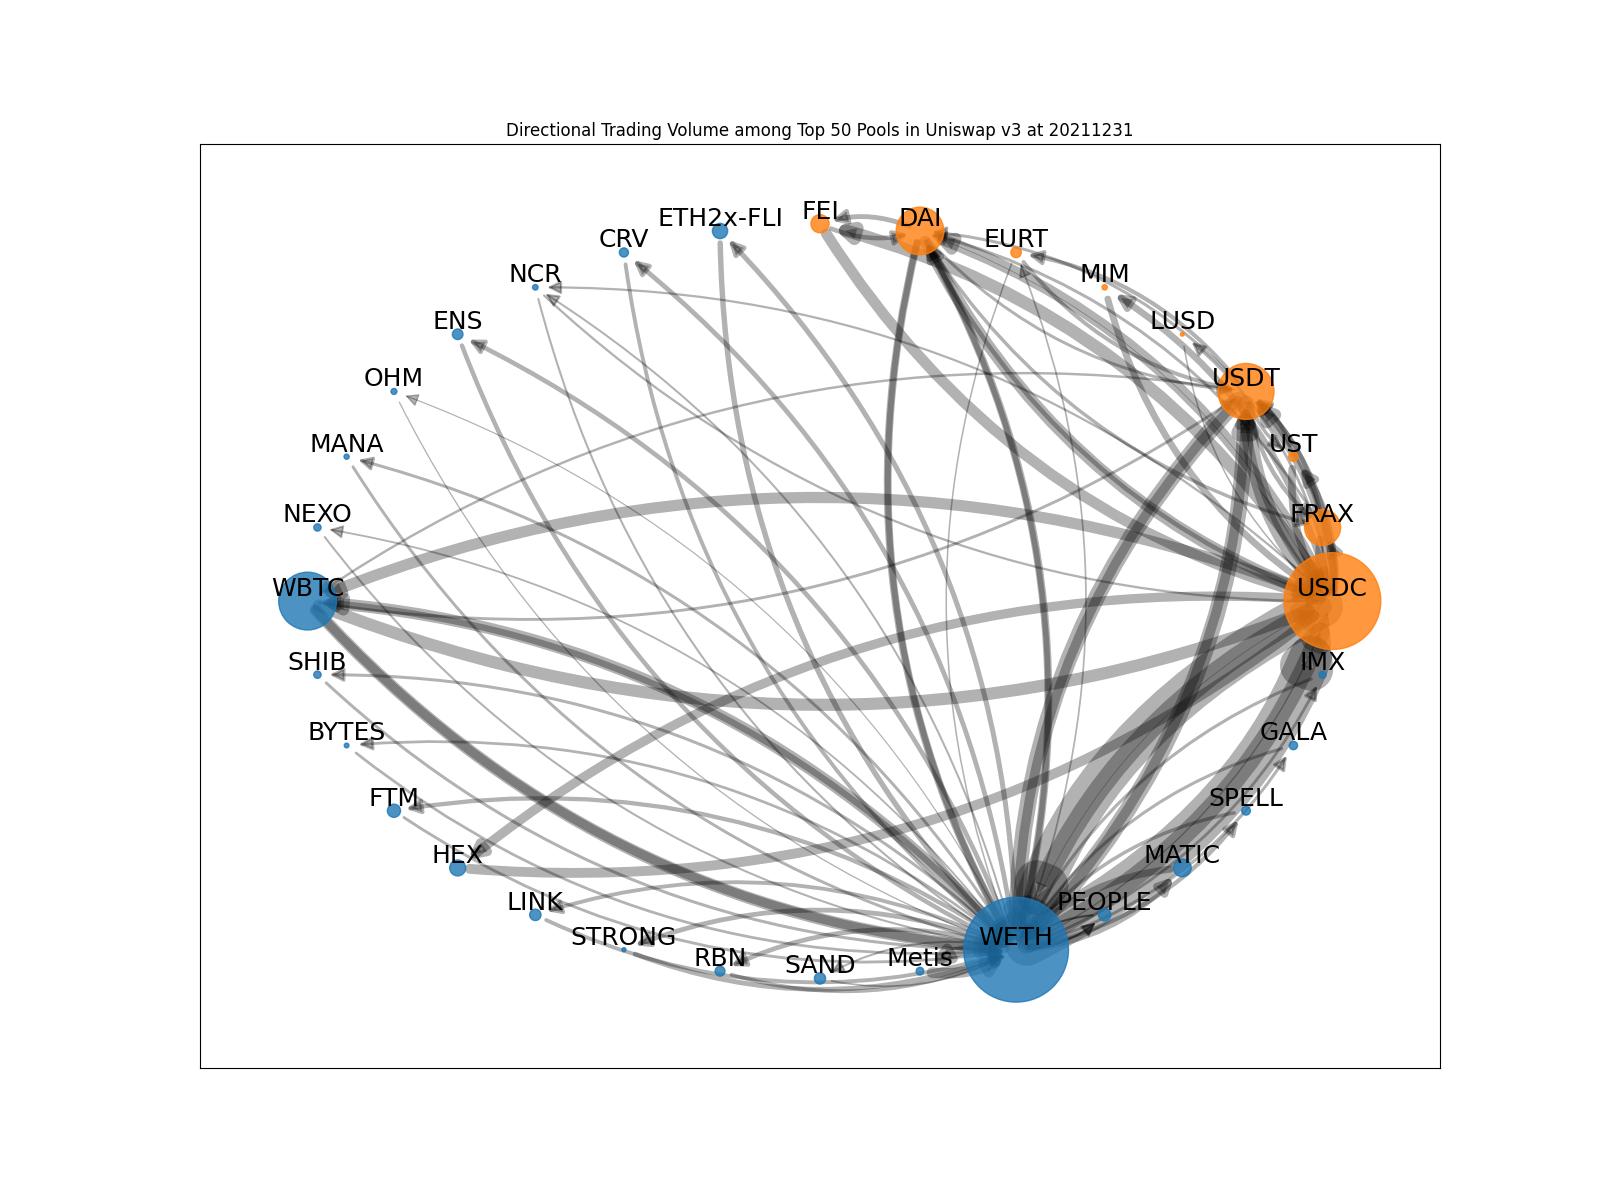 Directional Trading Volume among Top 50 Pools in Uniswap v3 at 20211231
FEI
DAI
ETH2x-FLI
CRV
EURT
NCR
MIM
ENS
LUSD
OHM
USDT
MANA
UST
NEXO
FRAX
WBTC
USDC
SHIB
IMX
BYTES
GALA
FTM
SPELL
HEX
MATIC
LINK
PEOPLE
STRONG
WETH
RBN
SAND
Metis